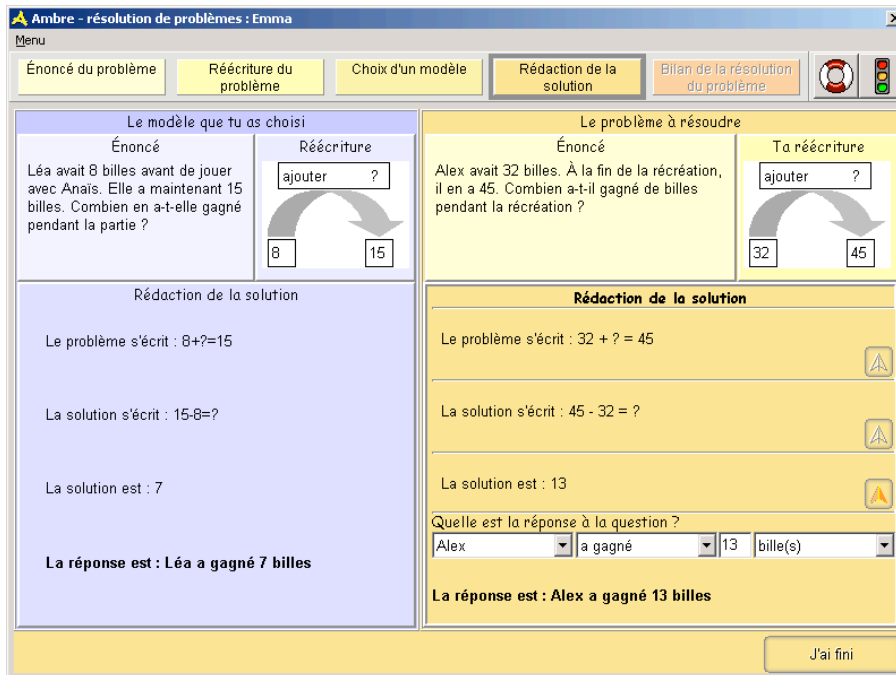 Ambre - résolution de problèmes : Emma
Menu
Énoncé du problème
Réécriture du
problème
Choix d'un modèle
Rédaction de la
solution
Bilan de la résolution
du problème
Le modèle que tu as choisi
Énoncé
Léa avait 8 billes avant de jouer
avec Anaïs. Elle a maintenant 15
billes. Combien en a-t-elle gagné
pendant la partie ?
Réécriture
ajouter ?
8
15
Rédaction de la solution
Le problème s'écrit : 8+?=15
La solution s'écrit : 15-8=?
La solution est : 7
La réponse est : Léa a gagné 7 billes
Le problème à résoudre
Énoncé
Alex avait 32 billes. À la fin de la récréation,
il en a 45. Combien a-t-il gagné de billes
pendant la récréation ?
Ta réécriture
ajouter ?
32
45
Rédaction de la solution
Le problème s'écrit : 32 + ? = 45
La solution s'écrit : 45 - 32 = ?
La solution est : 13
Quelle est la réponse à la question ?
Alex a gagné 13 bille(s)
La réponse est : Alex a gagné 13 billes
J'ai fini